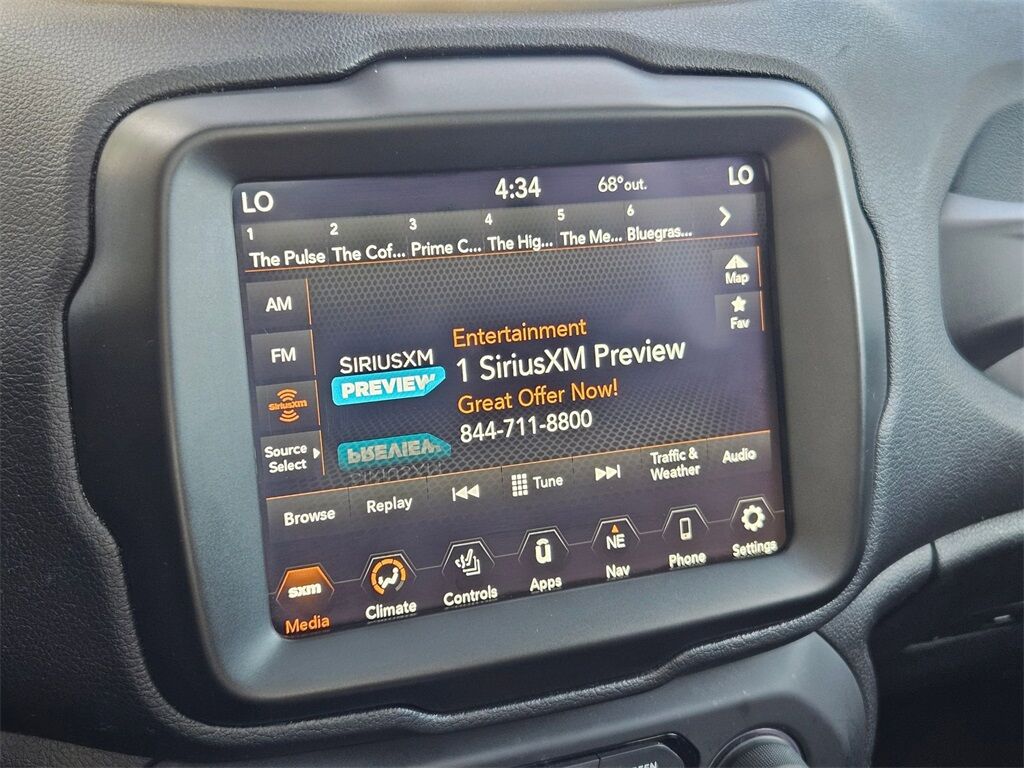 LO 4:34 68°out. LO
1 2 3 4 5 6
The Pulse The Cof... Prime C... The Hig... The Me... Bluegras...
Map
AM
Fav
Entertainment
FM
SIRIUSXM
1 SiriusXM Preview
PREVIEW
Great Offer Now!
SiriusXM
844-711-8800
Source
Select
PREVIEW
Browse Replay Tune Traffic &
Weather
Audio
sxm
Media
Climate
Controls
ū
Apps
NE
Nav
Phone
Settings